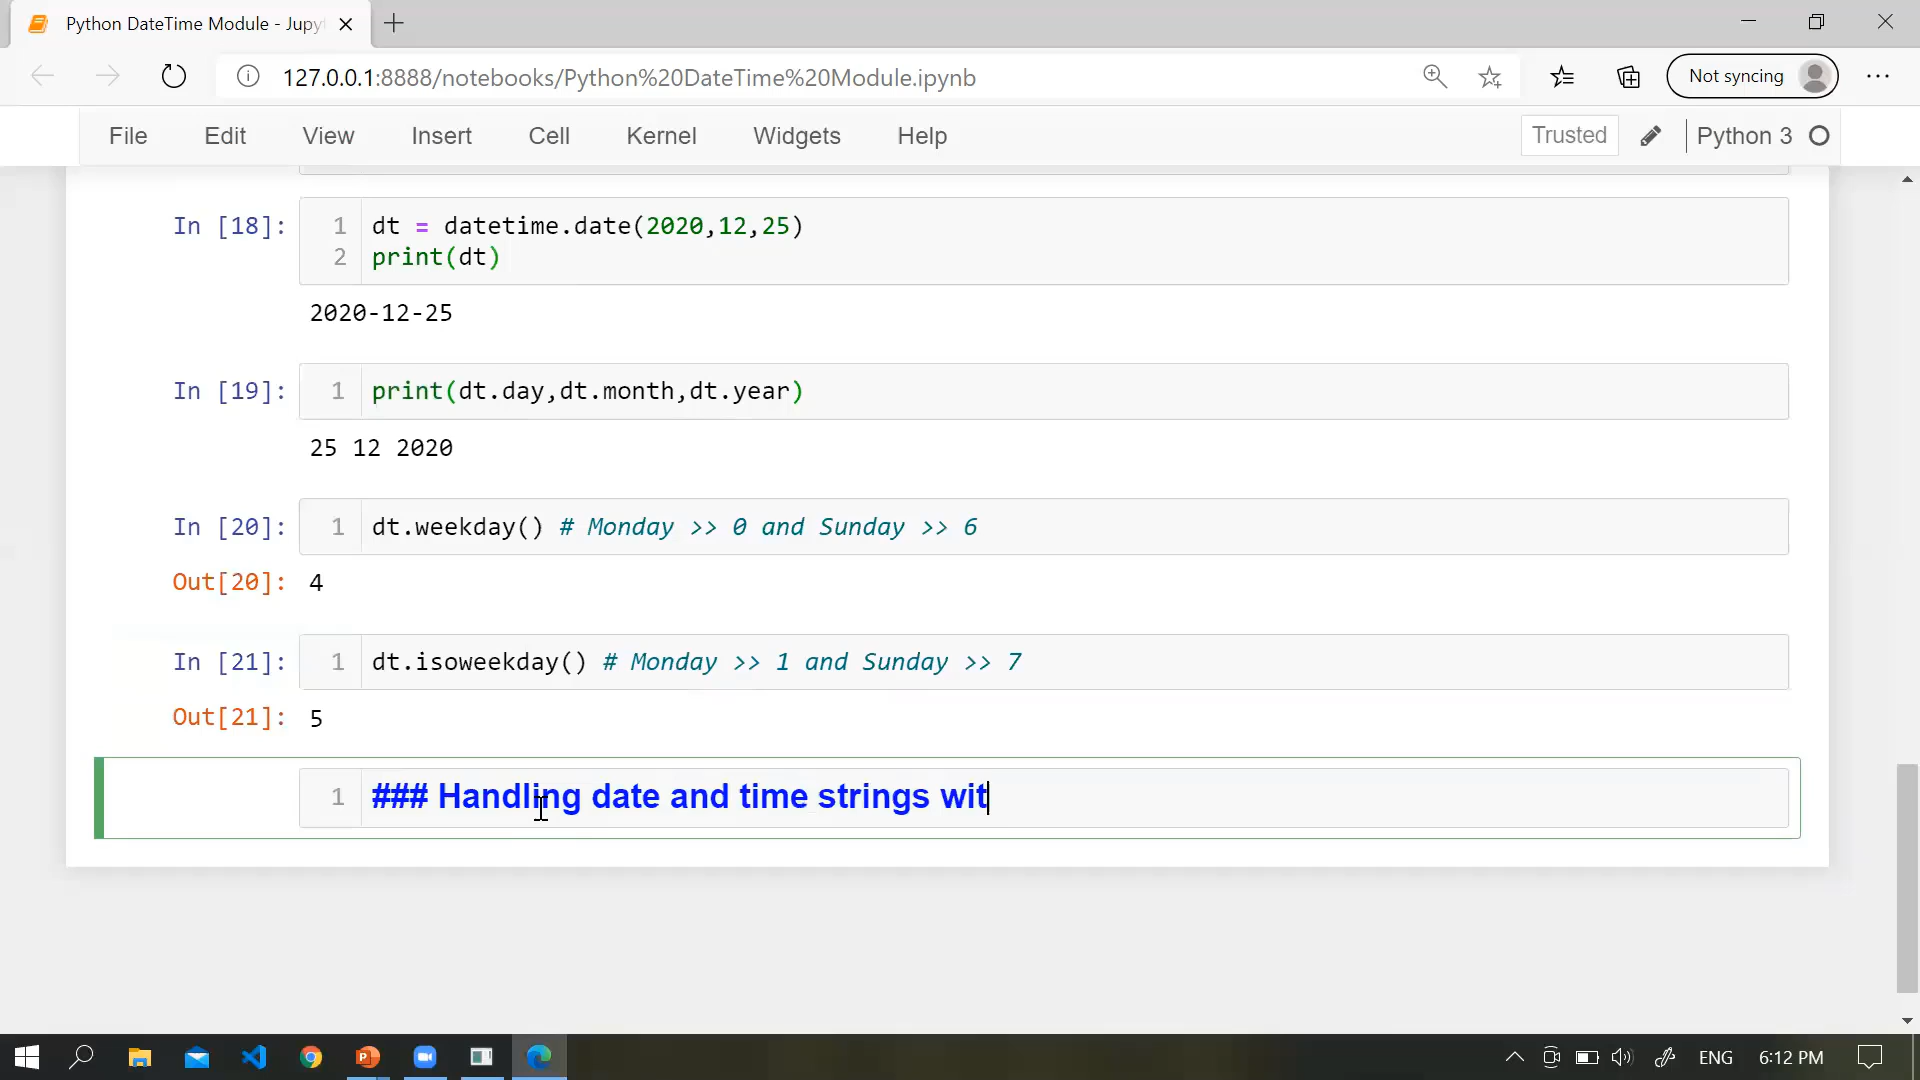 Python DateTime Module - Jupyt
127.0.0.1:8888/notebooks/Python%20DateTime%20Module.ipynb
Not syncing
File Edit View Insert Cell Kernel Widgets Help Trusted Python 3
In [18]:
1 dt = datetime.date(2020,12,25)
2 print(dt)
2020-12-25
In [19]:
1 print(dt.day,dt.month,dt.year)
25 12 2020
In [20]:
1 dt.weekday() # Monday >> 0 and Sunday >> 6
Out[20]: 4
In [21]:
1 dt.isoweekday() # Monday >> 1 and Sunday >> 7
Out[21]: 5
1 ### Handling date and time strings wit
ENG 6:12 PM